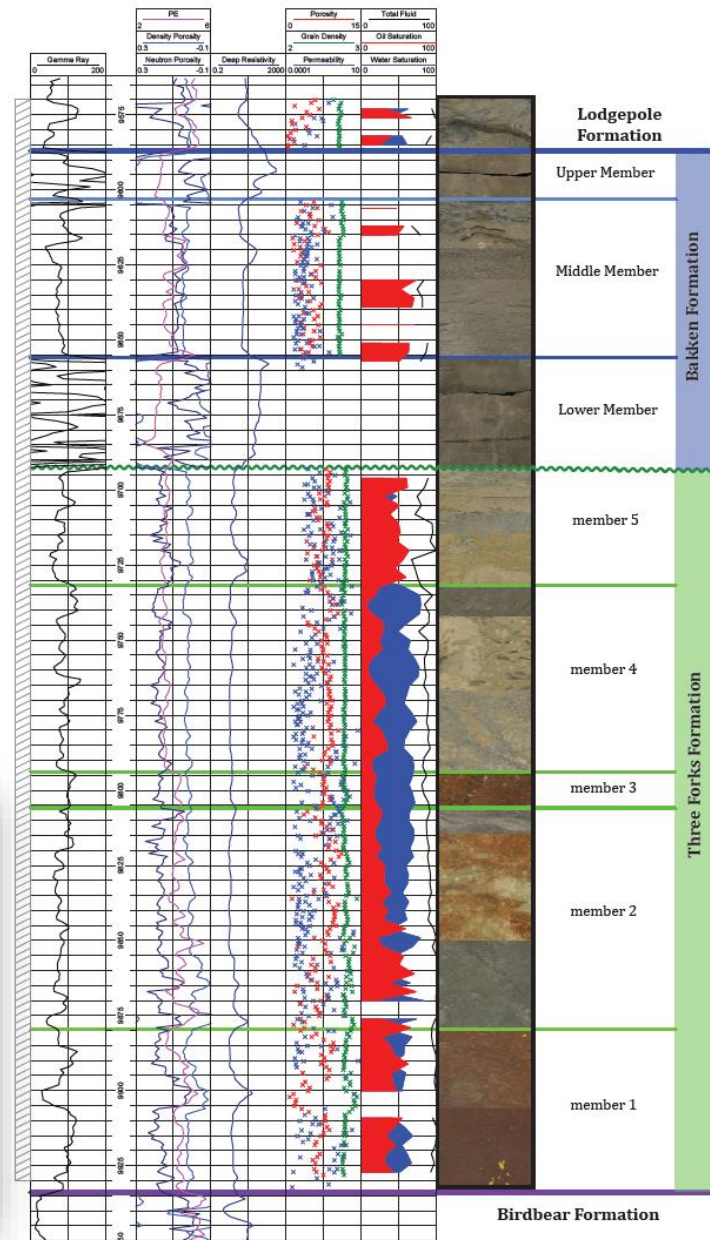 PE
2 6
Density Porosity
0.3 -0.1
Gamma Ray
0 200
Neutron Porosity
0.3 -0.1
Deep Resistivity
0.2 2000
Porosity
0 15
Grain Density
2 3
Permeability
0.0001 10
Total Fluid
0 100
Oil Saturation
0 100
Water Saturation
0 100
9575
Lodgepole
Formation
9600
Upper Member
9625
Middle Member
9650
Bakken Formation
9675
Lower Member
9700
member 5
9725
9750
member 4
9775
9800
member 3
9825
member 2
Three Forks Formation
9850
9875
9900
member 1
9925
Birdbear Formation